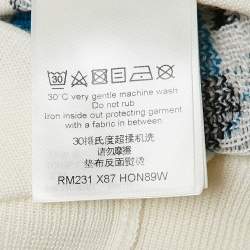 30
30°C very gentle machine wash
Do not rub
Iron inside out protecting garment
with a fabric in between
30摄氏度超柔机洗
请勿摩擦
垫布反面熨烫
RM231 X87 HON89W